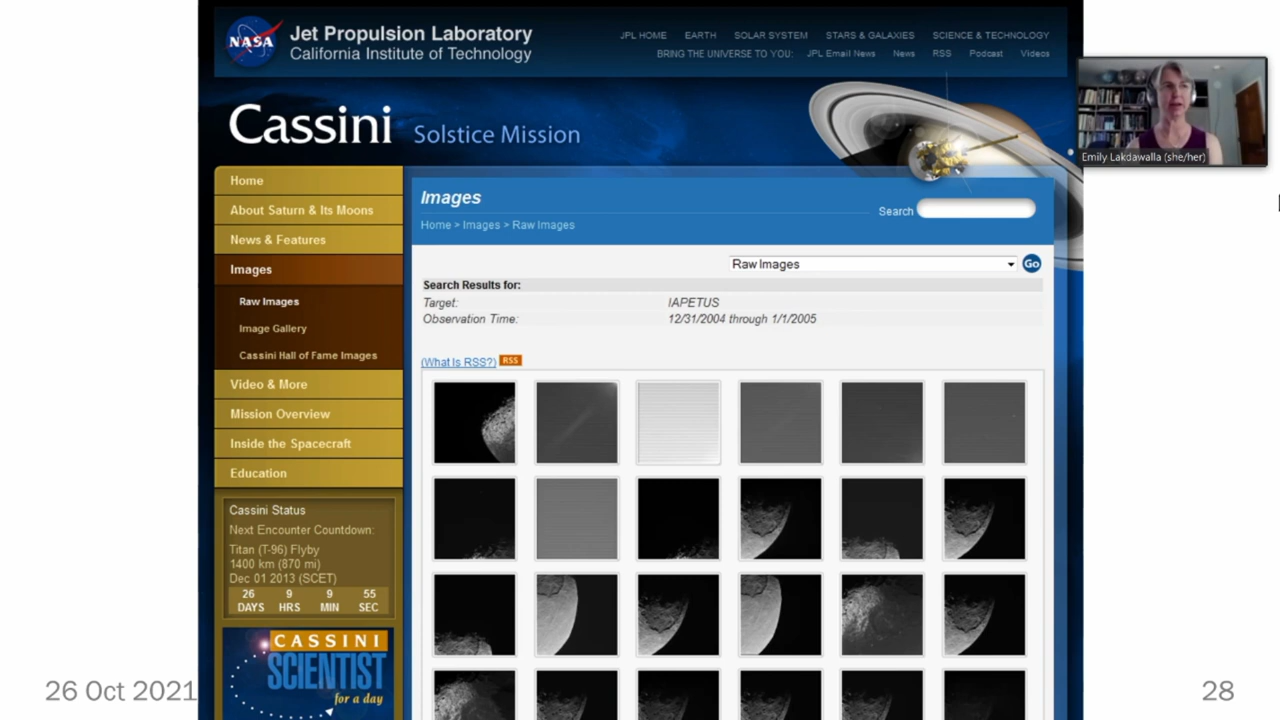 NASA
Jet Propulsion Laboratory
California Institute of Technology
JPL HOME EARTH SOLAR SYSTEM STARS & GALAXIES SCIENCE & TECHNOLOGY
BRING THE UNIVERSE TO YOU: JPL Email News News RSS Podcast Videos
Cassini Solstice Mission
Emily Lakdawalla (she/her)
Home
About Saturn & Its Moons
News & Features
Images
Raw Images
Image Gallery
Cassini Hall of Fame Images
Video & More
Mission Overview
Inside the Spacecraft
Education
Cassini Status
Next Encounter Countdown:
Titan (T-96) Flyby
1400 km (870 mi)
Dec 01 2013 (SCET)
26 9 9 55
DAYS HRS MIN SEC
CASSINI
SCIENTIST
for a day
Images
Search
Home > Images > Raw Images
Raw Images Go
Search Results for:
Target: IAPETUS
Observation Time: 12/31/2004 through 1/1/2005
(What Is RSS?) RSS
26 Oct 2021
28